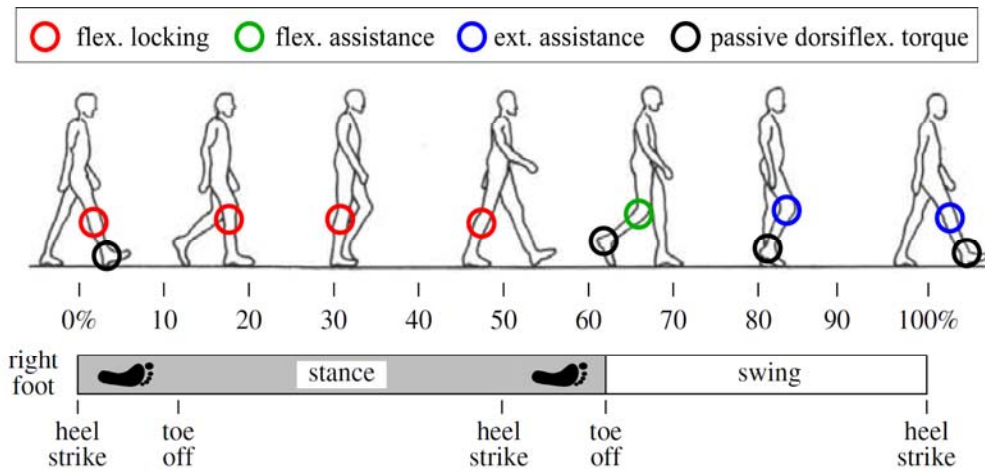 flex. locking flex. assistance ext. assistance passive dorsiflex. torque
0% 10 20 30 40 50 60 70 80 90 100%
right
foot
stance swing
heel
strike
toe
off
heel
strike
toe
off
heel
strike